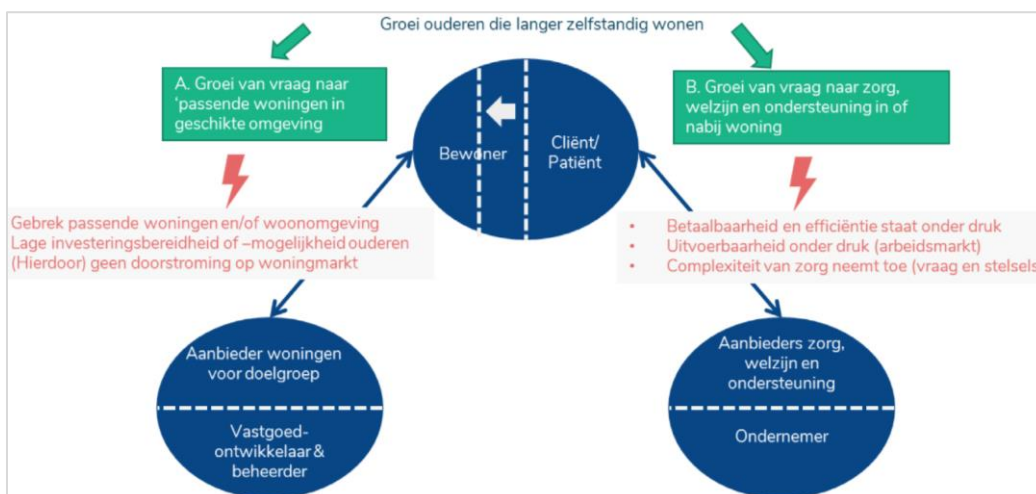 Groei ouderen die langer zelfstandig wonen
A. Groei van vraag naar
‘passende woningen in
geschikte omgeving
B. Groei van vraag naar zorg,
welzijn en ondersteuning in of
nabij woning
Bewoner
Cliënt/
Patiënt
Gebrek passende woningen en/of woonomgeving
Lage investeringsbereidheid of –mogelijkheid ouderen
(Hierdoor) geen doorstroming op woningmarkt
• Betaalbaarheid en efficiëntie staat onder druk
• Uitvoerbaarheid onder druk (arbeidsmarkt)
• Complexiteit van zorg neemt toe (vraag en stelsels
Aanbieder woningen
voor doelgroep
Vastgoed-
ontwikkelaar &
beheerder
Aanbieders zorg,
welzijn en
ondersteuning
Ondernemer